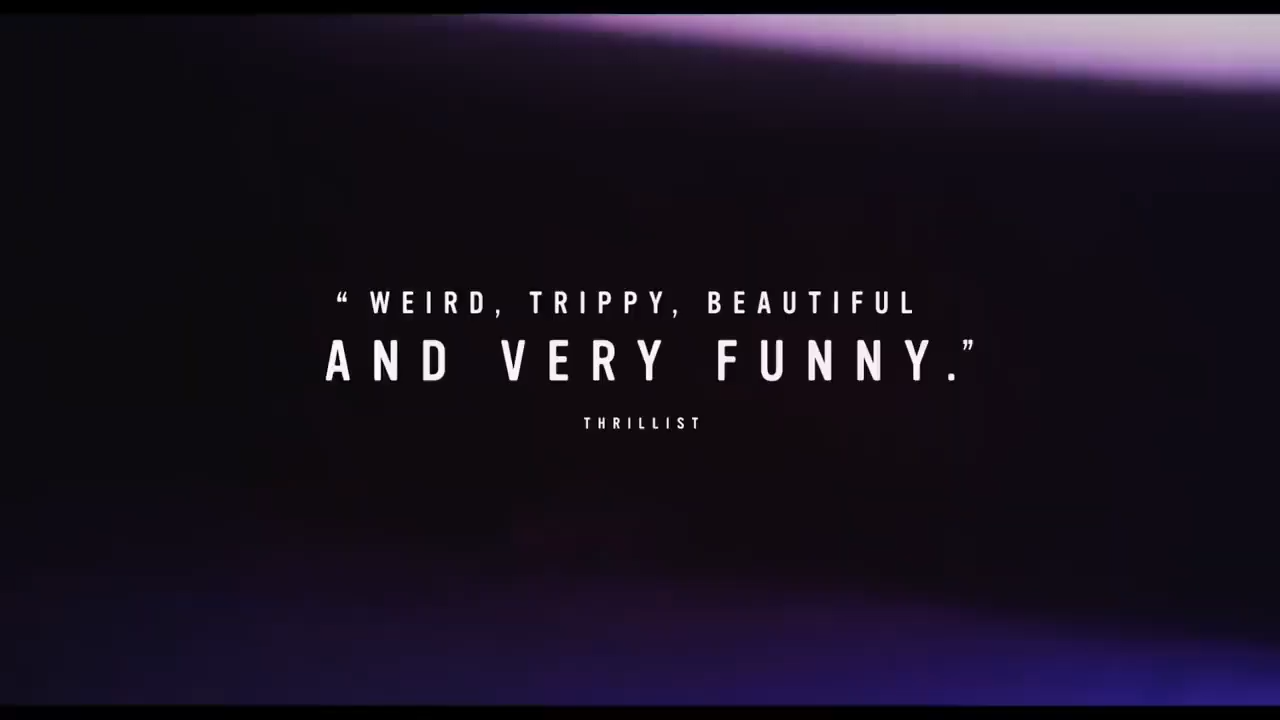 “ WEIRD, TRIPPY, BEAUTIFUL
AND VERY FUNNY.”
THRILLIST